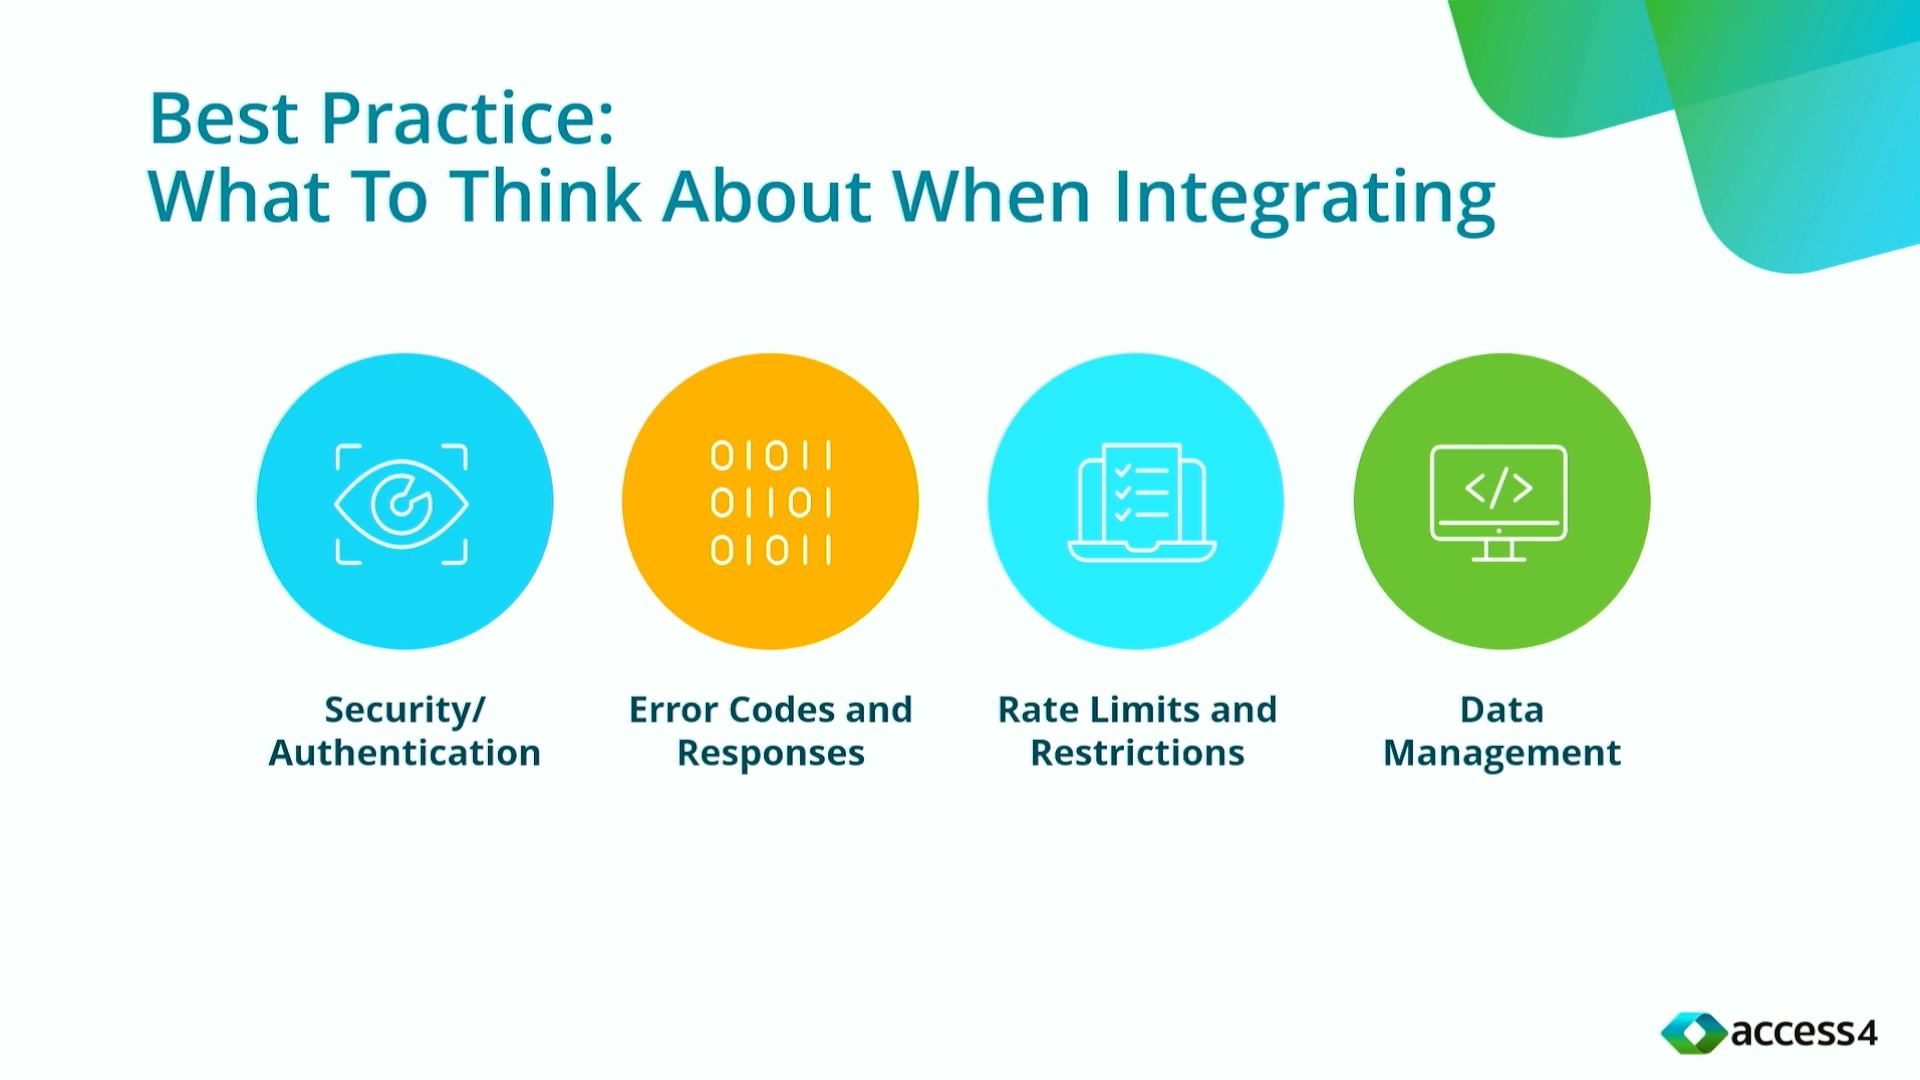 Best Practice:
What To Think About When Integrating
01011
01101
01011
</>
Security/
Authentication
Error Codes and
Responses
Rate Limits and
Restrictions
Data
Management
access4